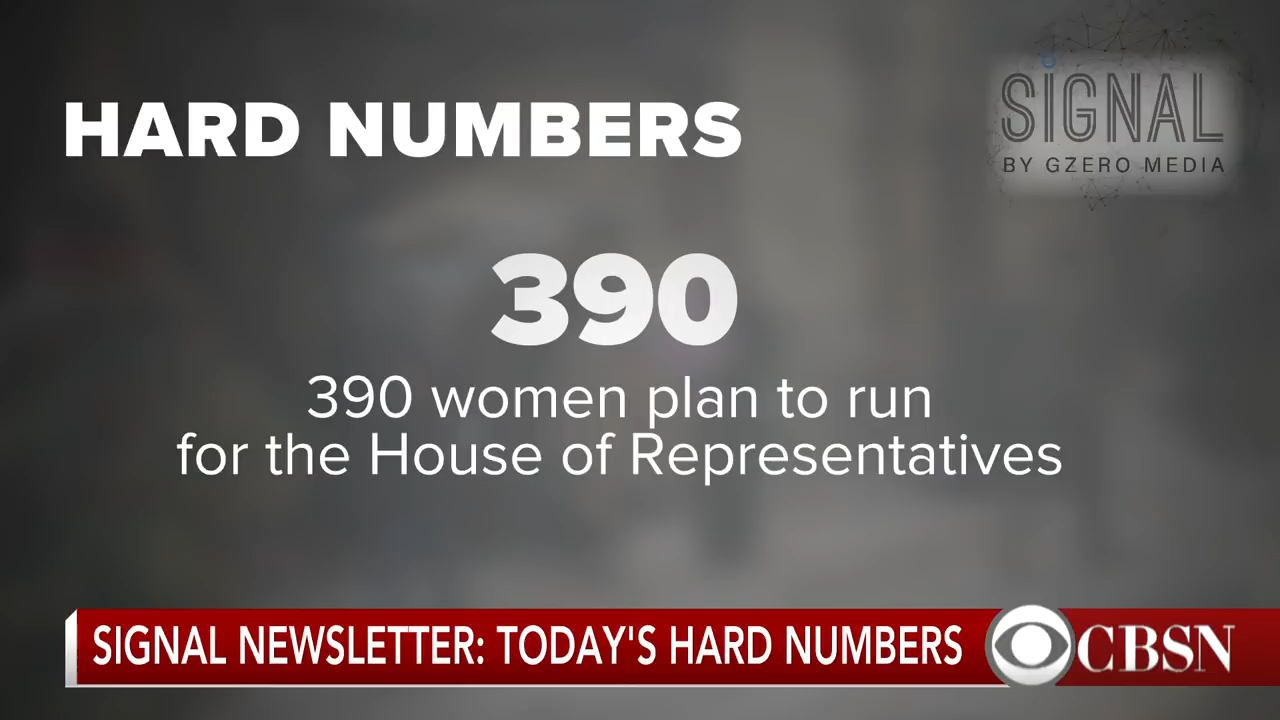 HARD NUMBERS
SIGNAL
BY GZERO MEDIA
390
390 women plan to run
for the House of Representatives
SIGNAL NEWSLETTER: TODAY'S HARD NUMBERS
CBSN